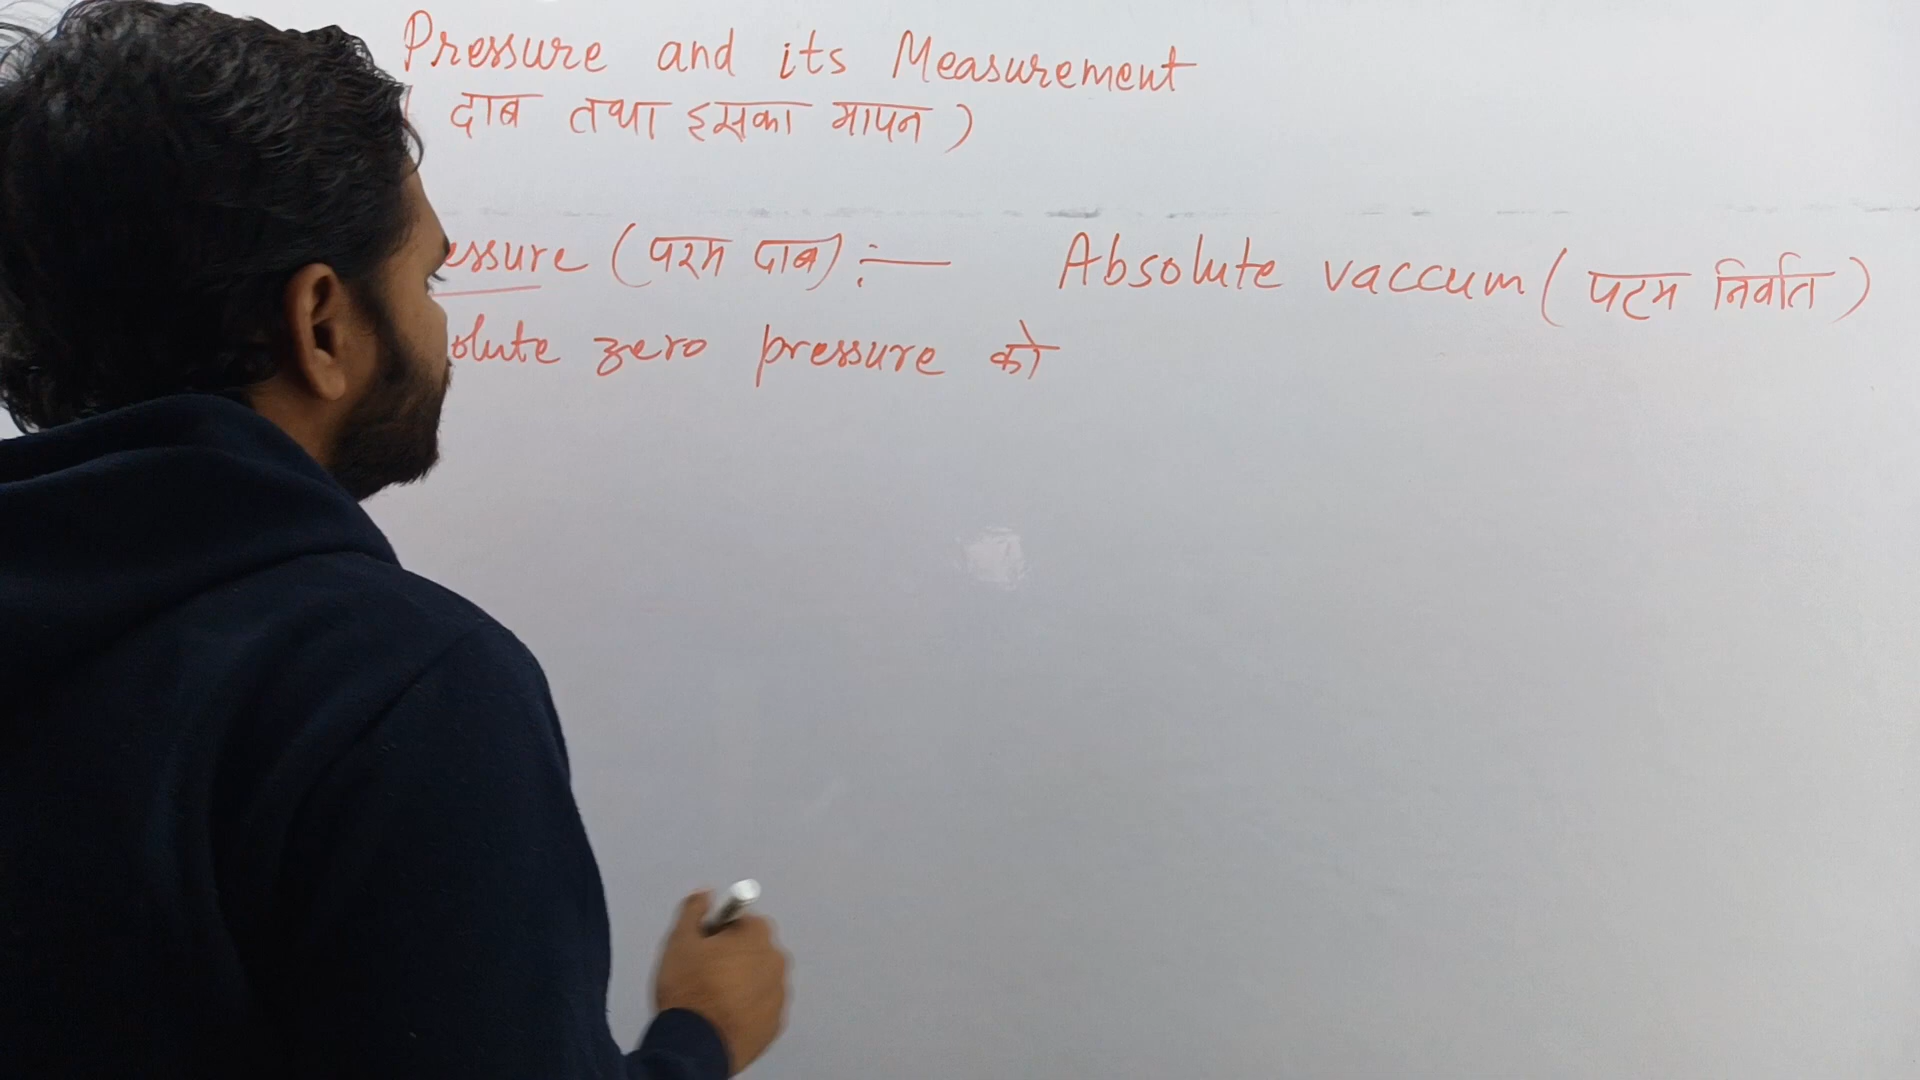 Pressure and its Measurement
दाब तथा इसका मापन )
essure (परम दाब) :— Absolute vaccum ( परम निर्वात )
olute zero pressure को